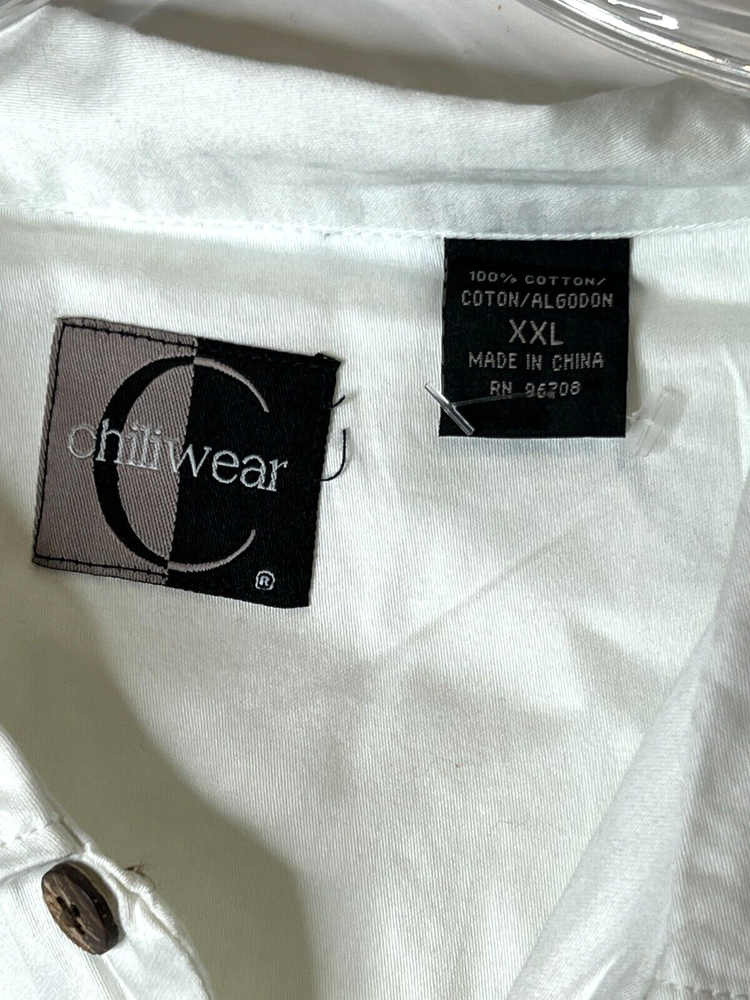 chiliwear
®
100% COTTON/
COTON/ALGODON
XXL
MADE IN CHINA
RN 96708